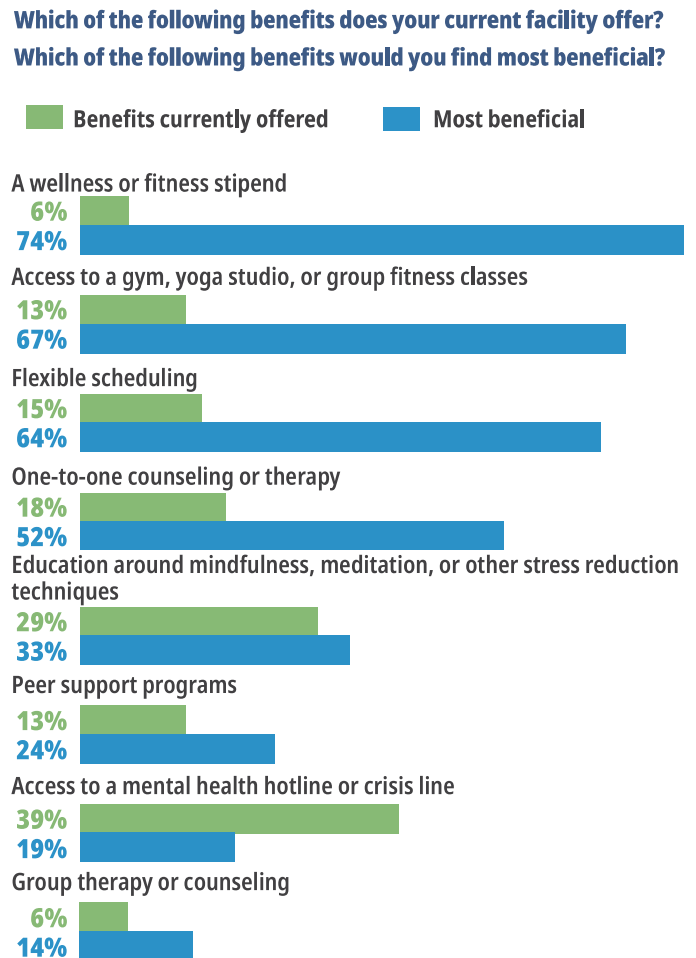 Which of the following benefits does your current facility offer?
Which of the following benefits would you find most beneficial?
Benefits currently offered
Most beneficial
A wellness or fitness stipend
6%
74%
Access to a gym, yoga studio, or group fitness classes
13%
67%
Flexible scheduling
15%
64%
One-to-one counseling or therapy
18%
52%
Education around mindfulness, meditation, or other stress reduction
techniques
29%
33%
Peer support programs
13%
24%
Access to a mental health hotline or crisis line
39%
19%
Group therapy or counseling
6%
14%